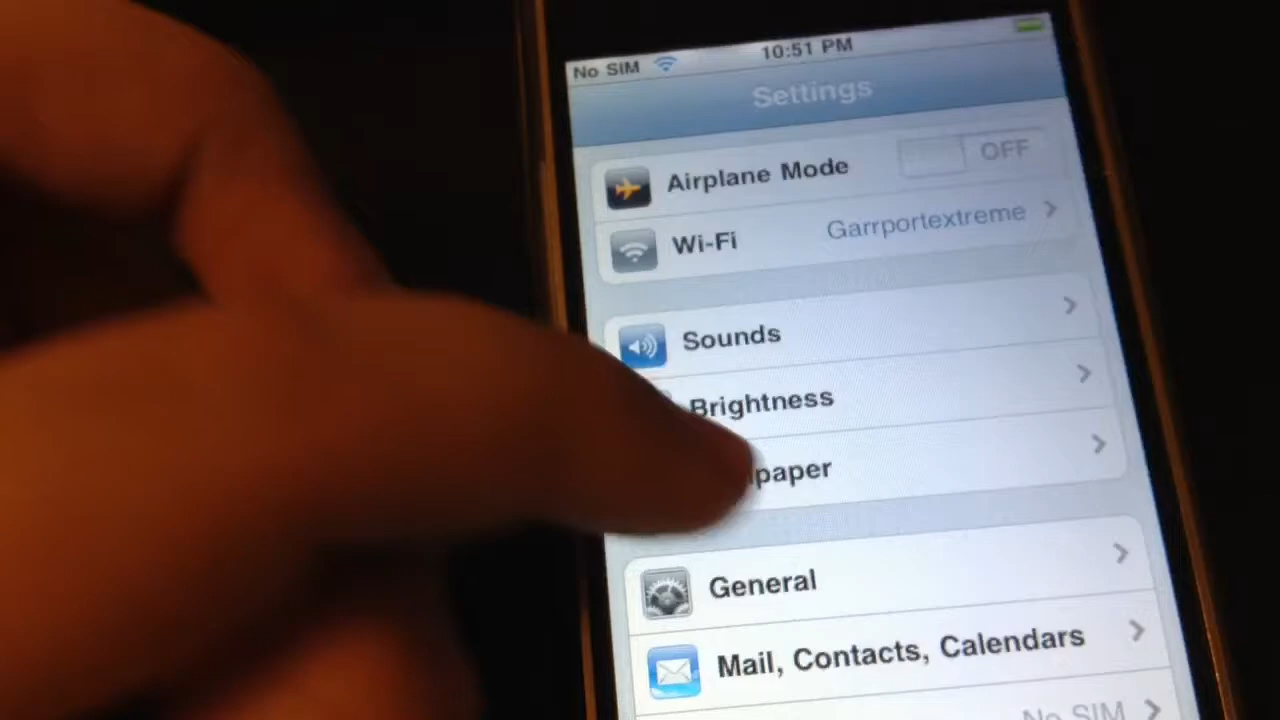 No SIM 10:51 PM
Settings
Airplane Mode OFF
Wi-Fi Garrportextreme
Sounds
Brightness
lpaper
General
Mail, Contacts, Calendars
No SIM